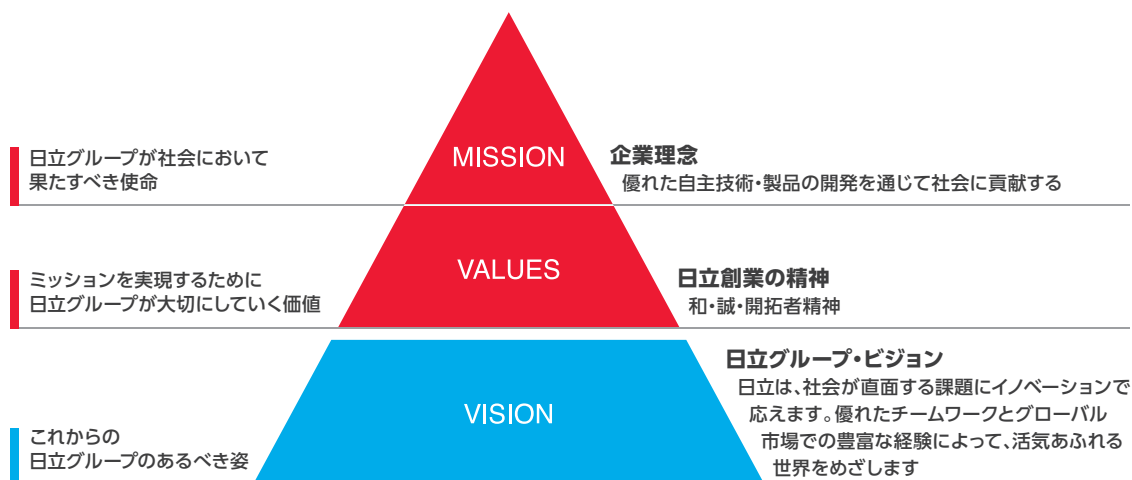 日立グループが社会において
果たすべき使命
MISSION
企業理念
優れた自主技術・製品の開発を通じて社会に貢献する
ミッションを実現するために
日立グループが大切にしていく価値
VALUES
日立創業の精神
和・誠・開拓者精神
これからの
日立グループのあるべき姿
VISION
日立グループ・ビジョン
日立は、社会が直面する課題にイノベーションで
応えます。優れたチームワークとグローバル
市場での豊富な経験によって、活気あふれる
世界をめざします